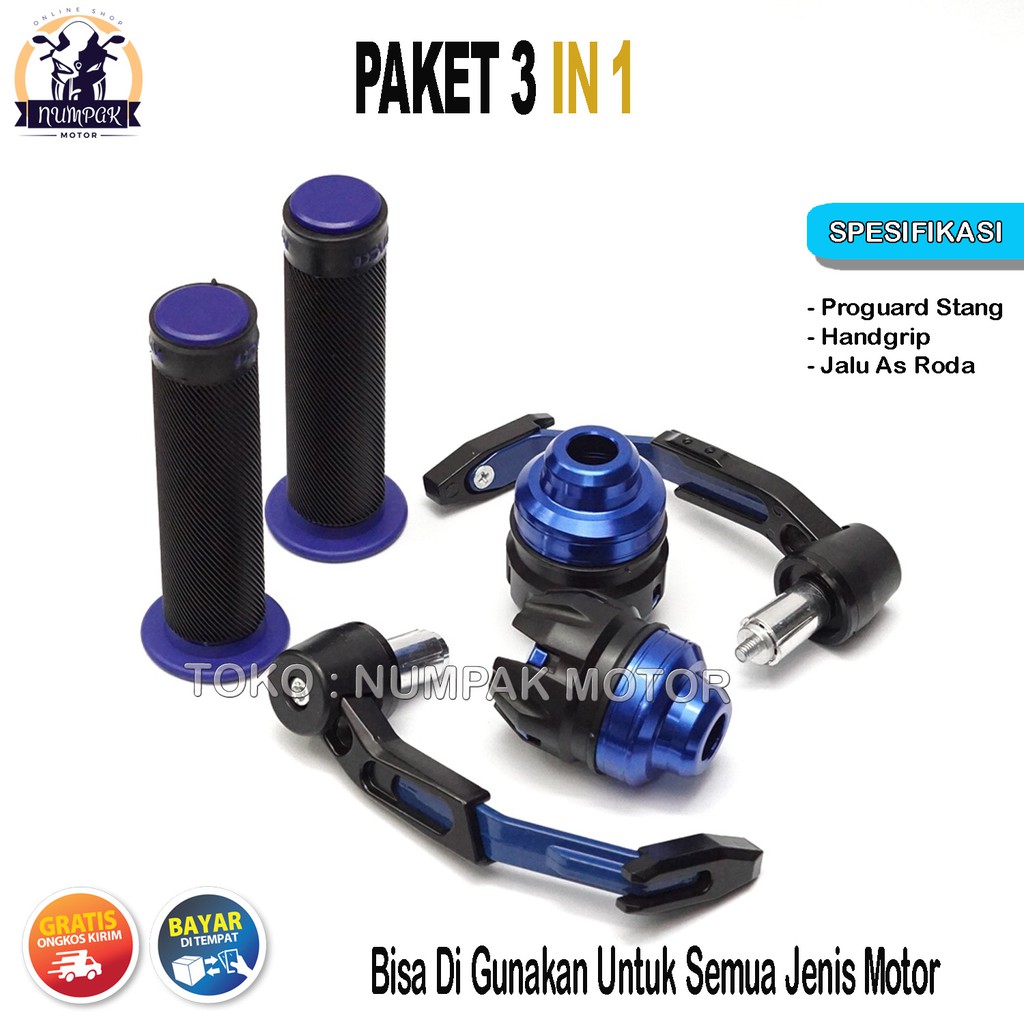 ONLINE SHOP
NUMPAK
MOTOR
PAKET 3 IN 1
SPESIFIKASI
- Proguard Stang
- Handgrip
- Jalu As Roda
TOKO : NUMPAK MOTOR
GRATIS
ONGKOS KIRIM
BAYAR
DI TEMPAT
Bisa Di Gunakan Untuk Semua Jenis Motor